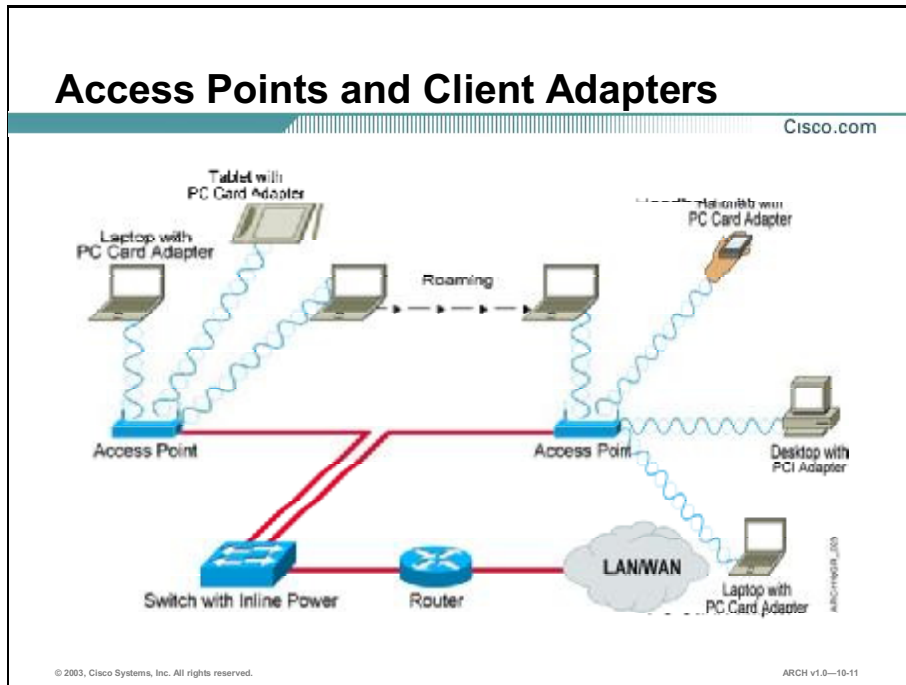 Access Points and Client Adapters
Cisco.com
Tablet with
PC Card Adapter
Laptop with
PC Card Adapter
Roaming
with
PC Card Adapter
Access Point
Access Point
Desktop with
PCI Adapter
Switch with Inline Power
Router
LAN/WAN
Laptop with
PC Card Adapter
© 2003, Cisco Systems, Inc. All rights reserved.
ARCH v1.0—10-11